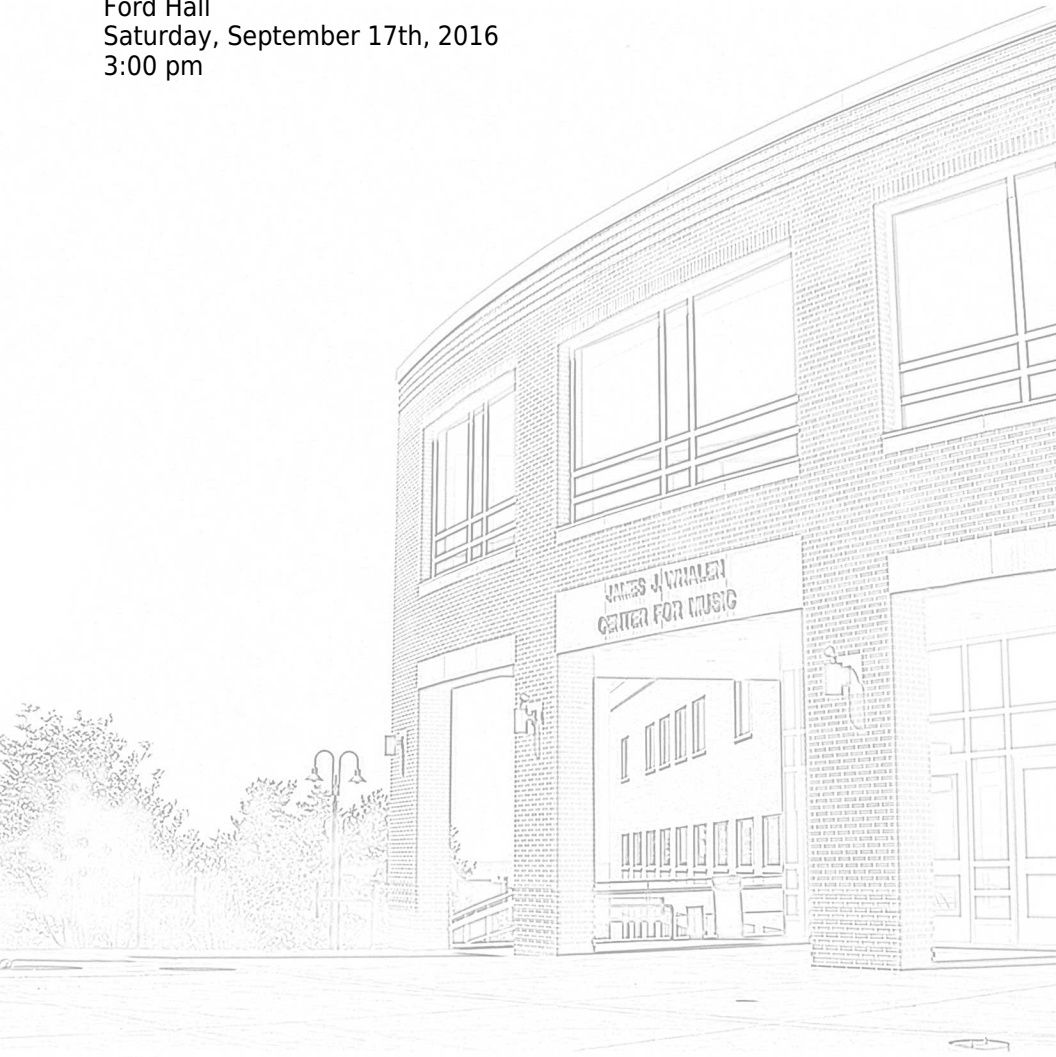 Ford Hall
Saturday, September 17th, 2016
3:00 pm
JAMES J. WHALEN
CENTER FOR MUSIC